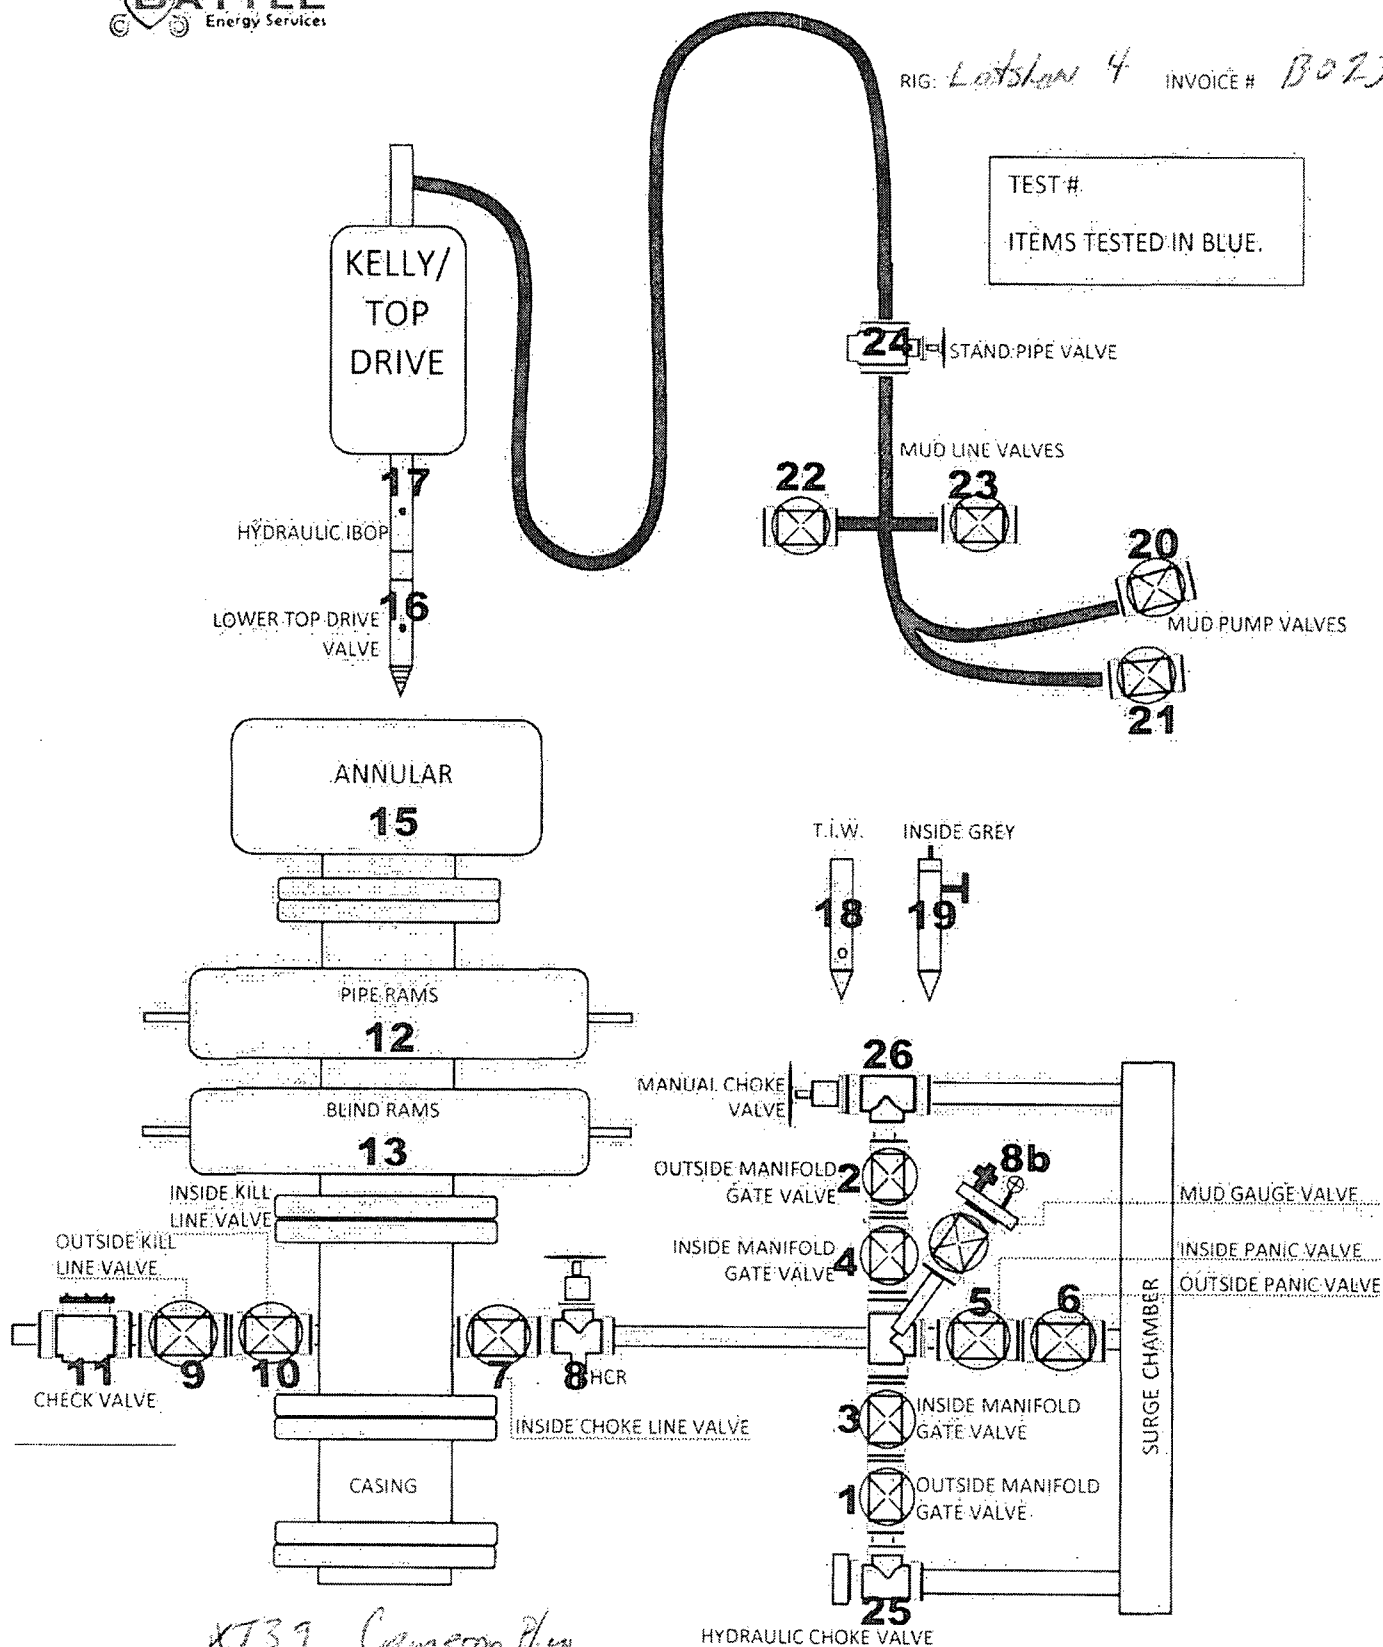 BATTLE
Energy Services
RIG: Latshaw 4 INVOICE #
TEST #.
ITEMS TESTED IN BLUE.
KELLY/
TOP
DRIVE
24
STAND PIPE VALVE
MUD LINE VALVES
17
22
23
HYDRAULIC IBOP
20
16
LOWER TOP DRIVE
VALVE
MUD PUMP VALVES
21
ANNULAR
15
T.I.W.
INSIDE GREY
18
19
PIPE RAMS
12
26
MANUAL CHOKE
VALVE
BLIND RAMS
13
OUTSIDE MANIFOLD
GATE VALVE
2
8b
MUD GAUGE VALVE
INSIDE KILL
LINE VALVE
OUTSIDE KILL
LINE VALVE
INSIDE MANIFOLD
GATE VALVE
4
INSIDE PANIC VALVE
OUTSIDE PANIC VALVE
5
6
11
9
10
7
8
HCR
CHECK VALVE
INSIDE CHOKE LINE VALVE
3
INSIDE MANIFOLD
GATE VALVE
SURGE CHAMBER
CASING
1
OUTSIDE MANIFOLD
GATE VALVE
25
HYDRAULIC CHOKE VALVE
XT39 Cameron Plug